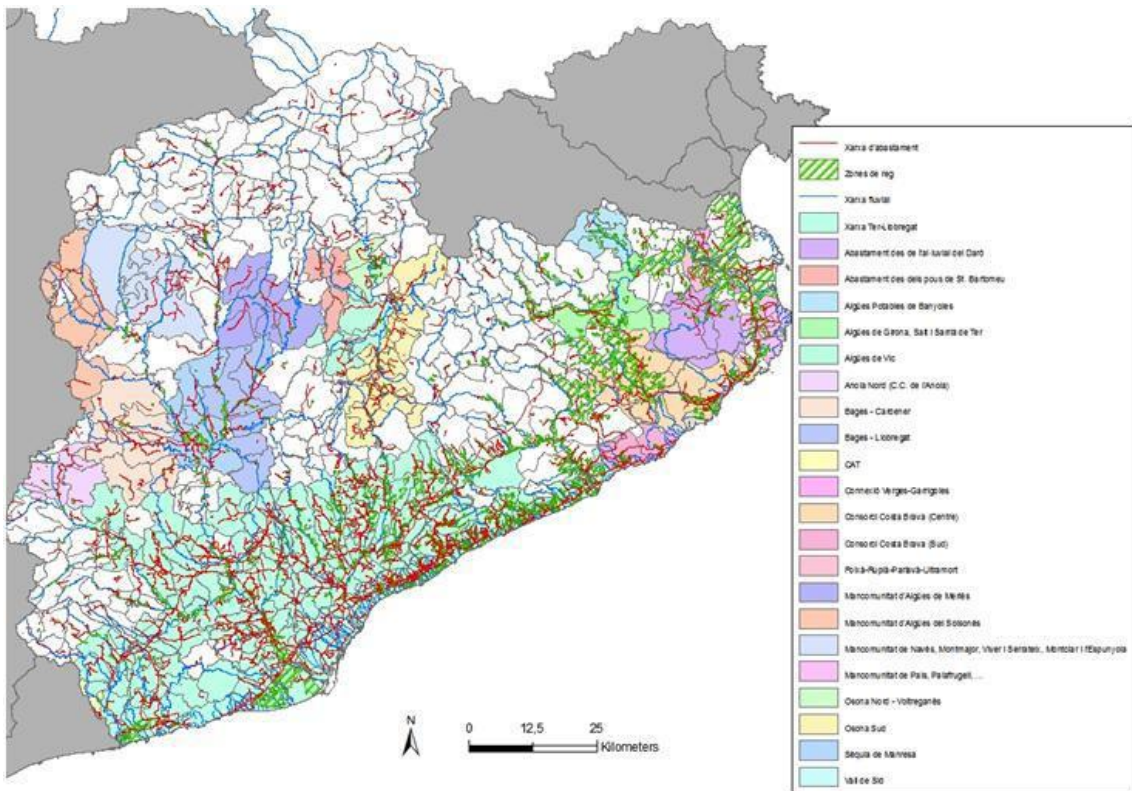 Xarxa d'abastament
Zones de reg
Xarxa fluvial
Xarxa Ter-Llobregat
Abastament des de l'al·luvial del Daró
Abastament des dels pous de St. Bartomeu
Aigües Potables de Banyoles
Aigües de Girona, Salt i Sarrià de Ter
Aigües de Vic
Anoia Nord (C.C. de l'Anoia)
Bages - Cardener
Bages - Llobregat
CAT
Connexió Verges-Garrigoles
Consorci Costa Brava (Centre)
Consorci Costa Brava (Sud)
Foixà-Rupià-Parlavà-Ultramort
Mancomunitat d'Aigües de Merlès
Mancomunitat d'Aigües del Solsonès
Mancomunitat de Navès, Montmajor, Viver i Serrateix, Montclar i l'Espunyola
Mancomunitat de Pals, Palafrugell, ...
Osona Nord - Voltreganès
Osona Sud
Sèquia de Manresa
Vall de Sió
N
0 12,5 25
Kilometers